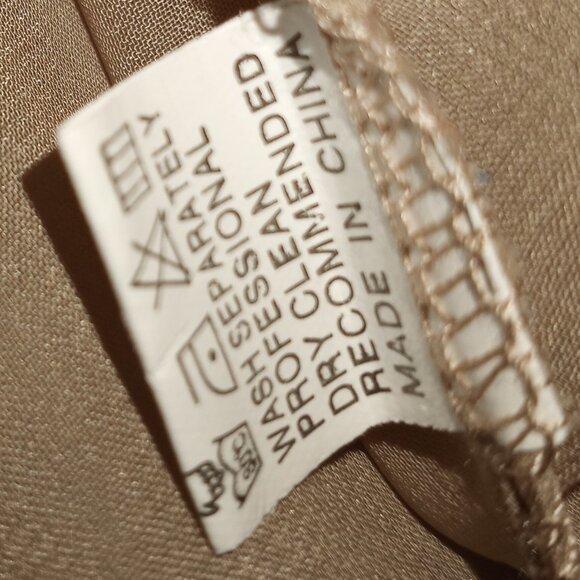 WASH SEPARATELY
PROFESSIONAL
DRY CLEAN
RECOMMENDED
MADE IN CHINA